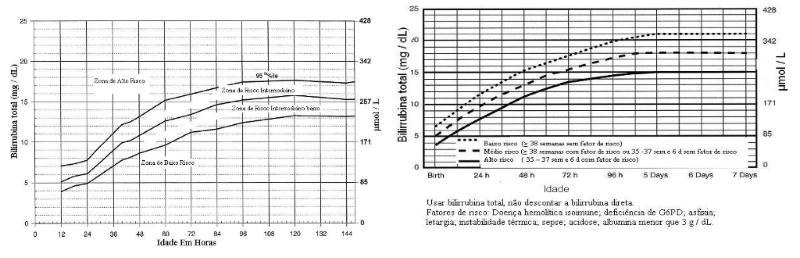 25
20
15
10
5
0
Bilirrubina total (mg / dL)
428
342
257
171
85
0
µmol / L
95 %ile
Zona de Alto Risco
Zona de Risco Intermediário
Zona de Risco Intermediário
Zona de Baixo Risco
0 12 24 36 48 60 72 84 96 108 120 132 144
Idade Em Horas
25
20
15
10
5
0
Bilirrubina total (mg / dL)
428
342
257
171
85
0
µmol / L
Baixo risco (≥ 38 semanas sem fator de risco)
Médio risco (≥ 38 semanas com fator de risco ou 35 -37 sem e 6 d sem fator de risco)
Alto risco ( 35 – 37 sem e 6 d com fator de risco)
Birth 24 h 48 h 72 h 96 h 5 Days 6 Days 7 Days
Idade
Usar bilirrubina total, não descontar a bilirrubina direta.
Fatores de risco: Doença hemolítica isoimune; deficiência de G6PD; asfixia;
letargia; instabilidade térmica; sepse; acidose; albumina menor que 3 g / dL.